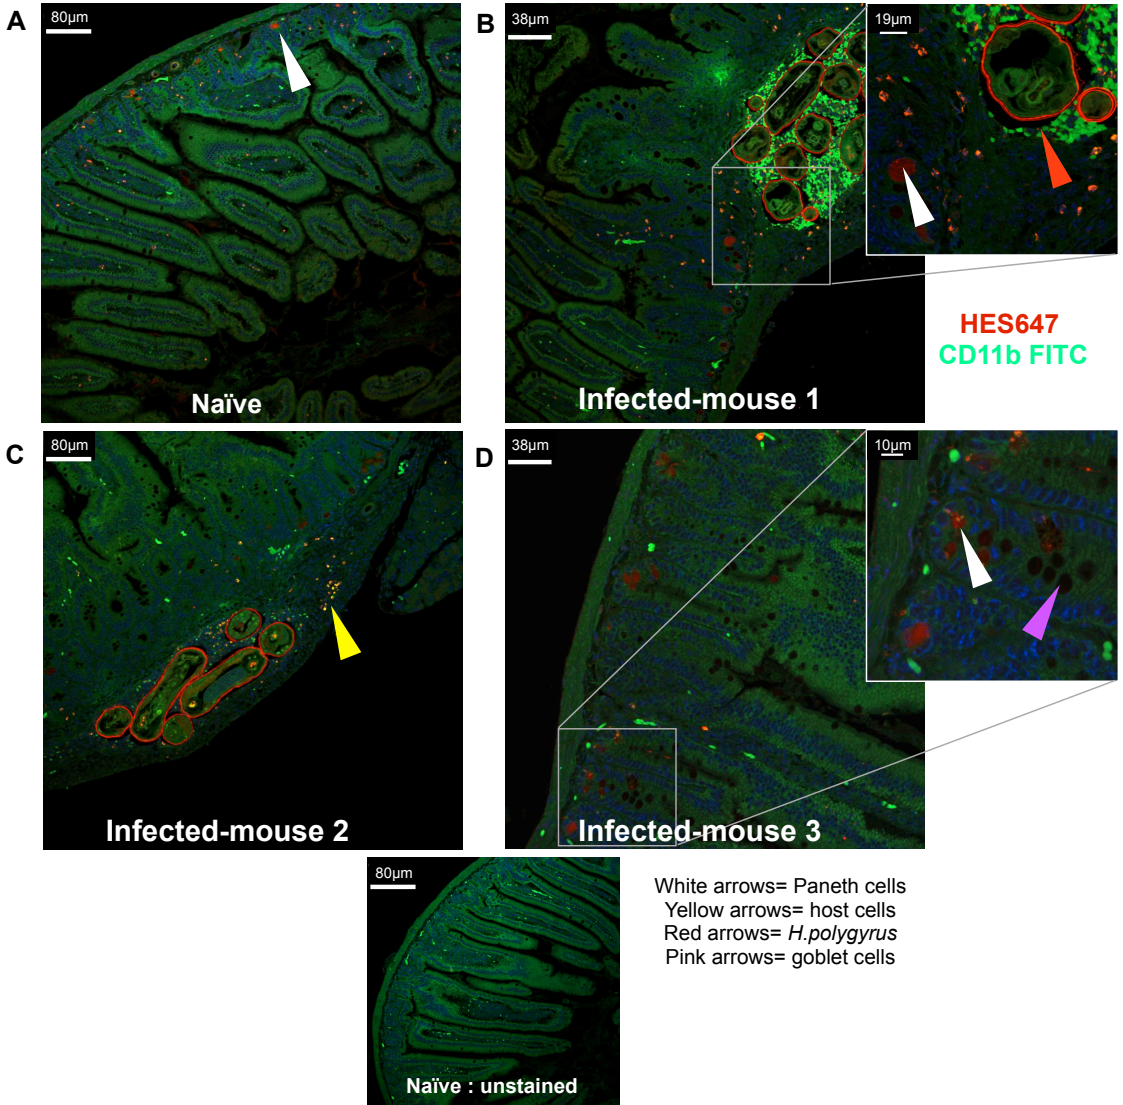 A
80µm
Naïve
B
38µm
19µm
Infected-mouse 1
HES647
CD11b FITC
C
80µm
Infected-mouse 2
D
38µm
10µm
Infected-mouse 3
80µm
Naïve : unstained
White arrows= Paneth cells
Yellow arrows= host cells
Red arrows= H.polygyrus
Pink arrows= goblet cells